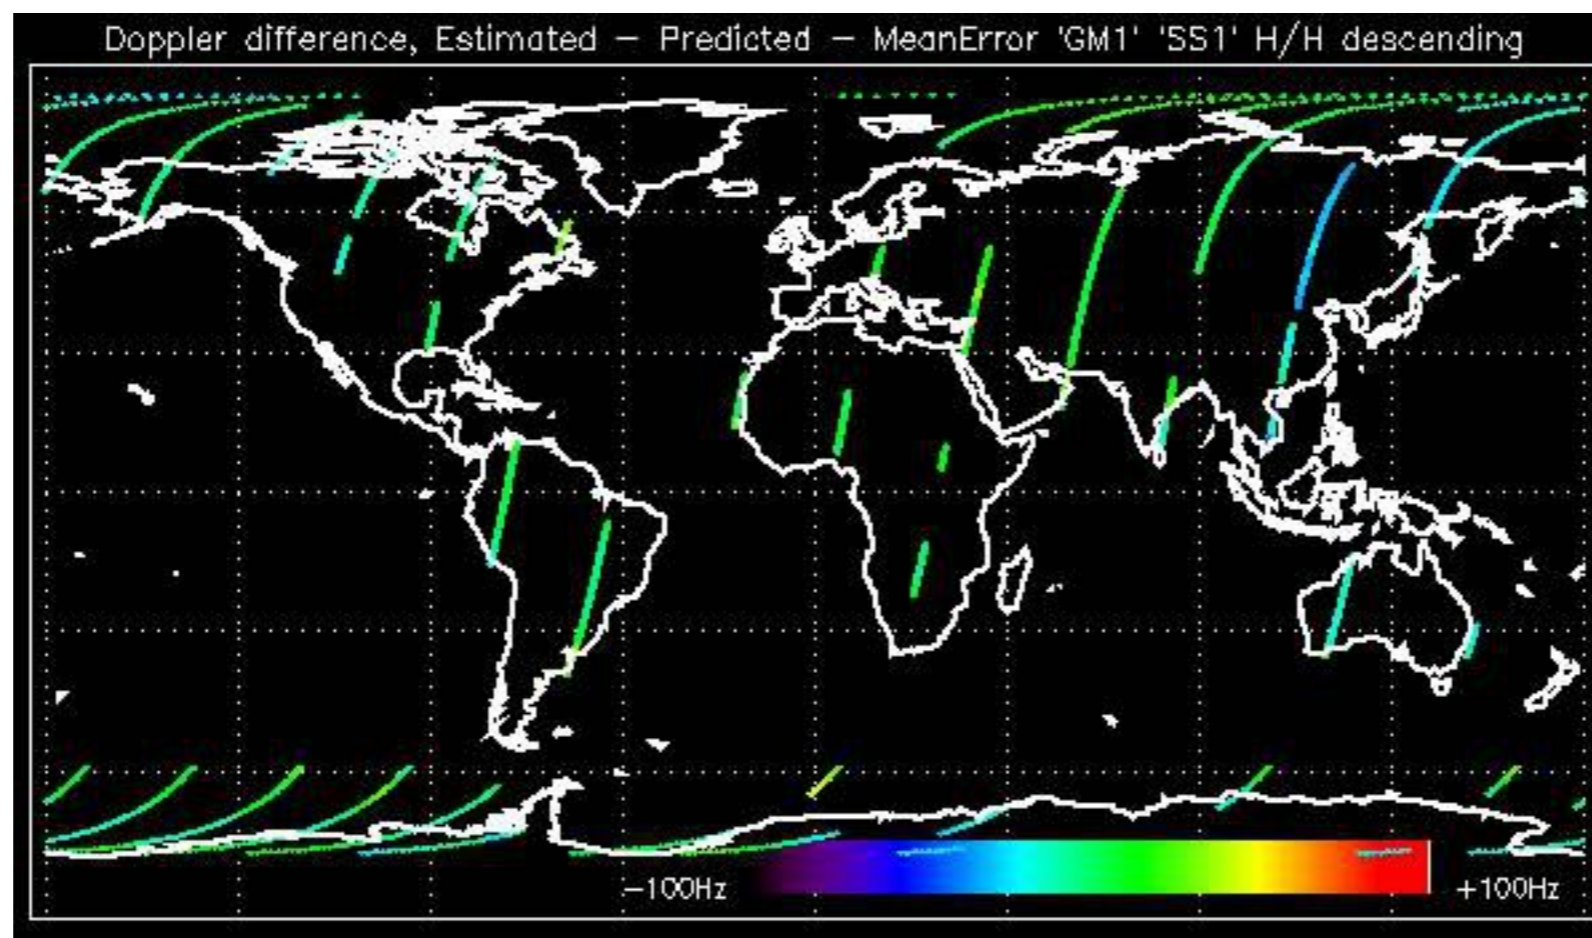 Doppler difference, Estimated – Predicted – MeanError 'GM1' 'SS1' H/H descending
−100Hz +100Hz